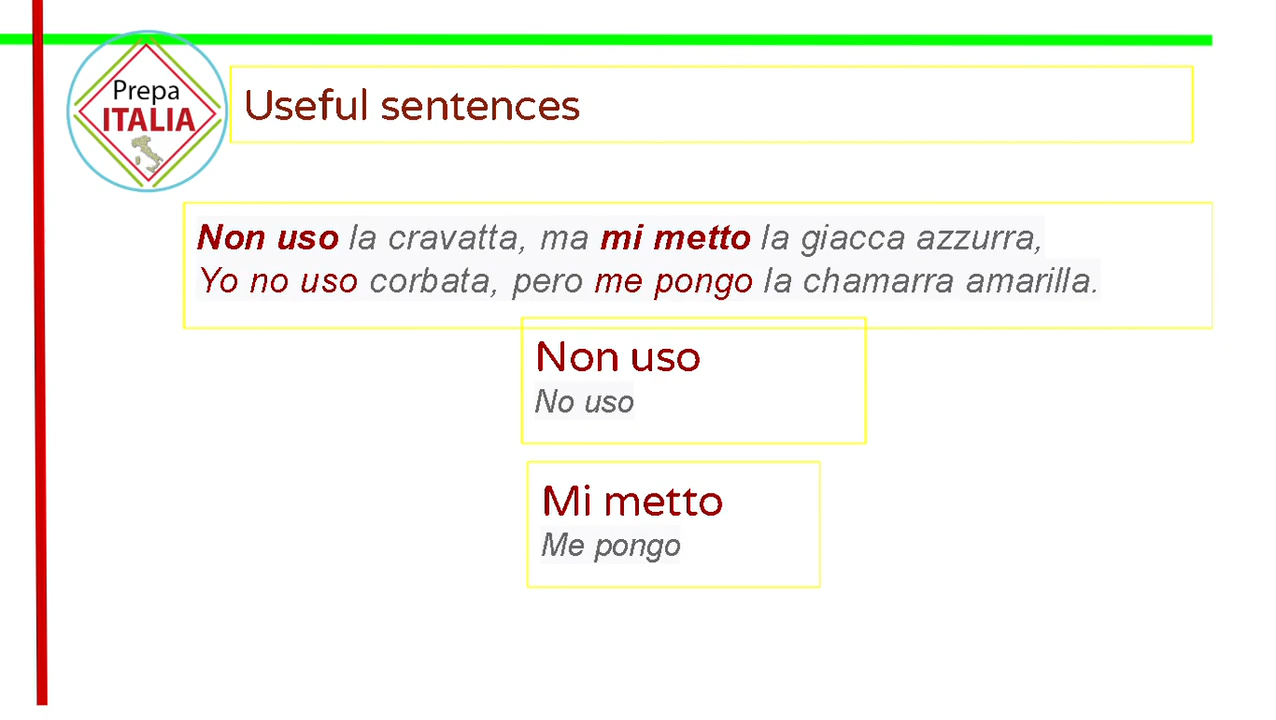 Prepa
ITALIA
Useful sentences
Non uso la cravatta, ma mi metto la giacca azzurra,
Yo no uso corbata, pero me pongo la chamarra amarilla.
Non uso
No uso
Mi metto
Me pongo